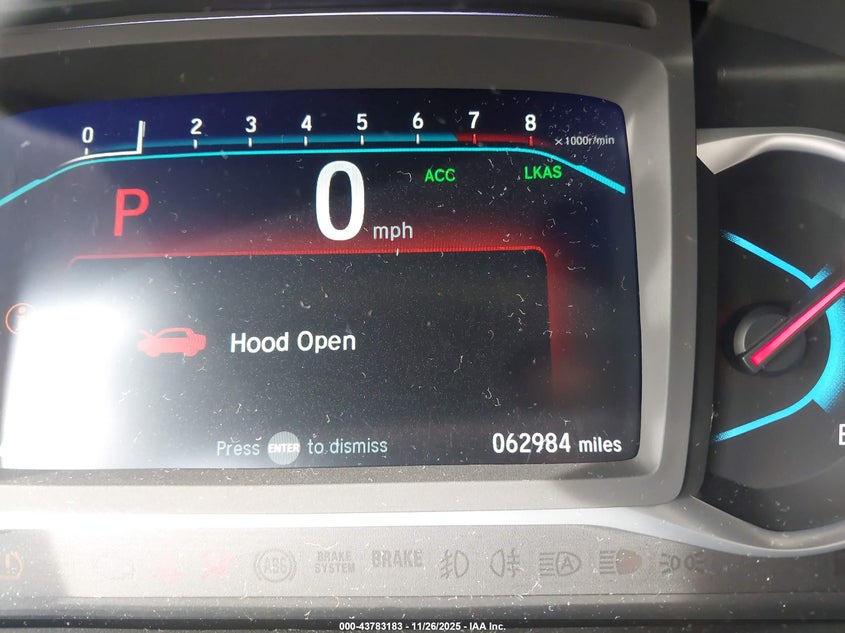 0 2 3 4 5 6 7 8 ×1000r/min
P 0 mph ACC LKAS
Hood Open
Press ENTER to dismiss
062984 miles
ABS BRAKE SYSTEM BRAKE
000-43783183 - 11/26/2025 - IAA Inc.